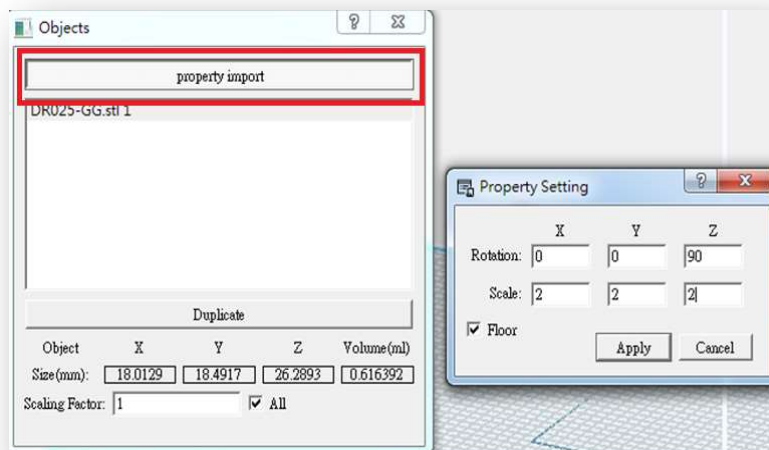 Objects
property import
DR025-GG.stl 1
Duplicate
Object X Y Z Volume(ml)
Size(mm): 18.0129 18.4917 26.2893 0.616392
Scaling Factor: 1 All
Property Setting
X Y Z
Rotation: 0 0 90
Scale: 2 2 2
Floor
Apply Cancel